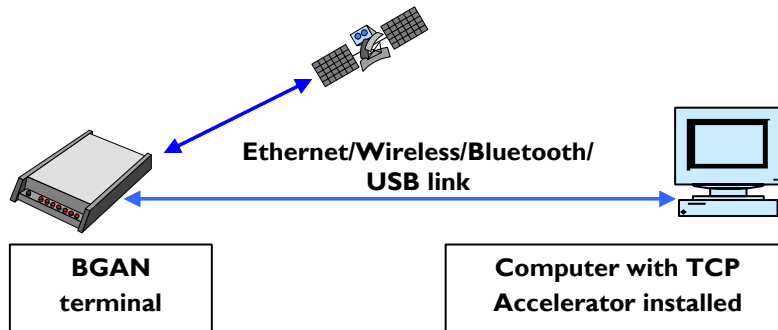 Ethernet/Wireless/Bluetooth/
USB link
BGAN
terminal
Computer with TCP
Accelerator installed